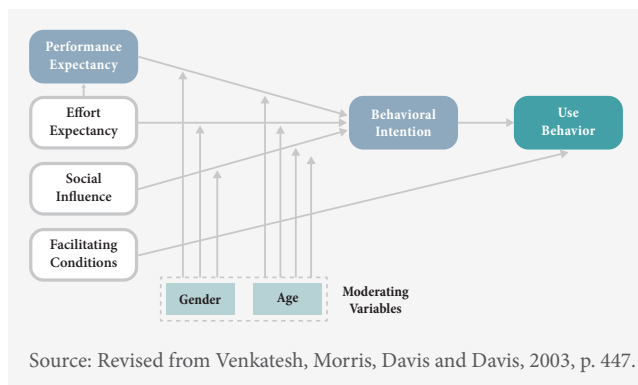 Performance
Expectancy
Effort
Expectancy
Social
Influence
Facilitating
Conditions
Behavioral
Intention
Use
Behavior
Gender
Age
Moderating
Variables
Source: Revised from Venkatesh, Morris, Davis and Davis, 2003, p. 447.